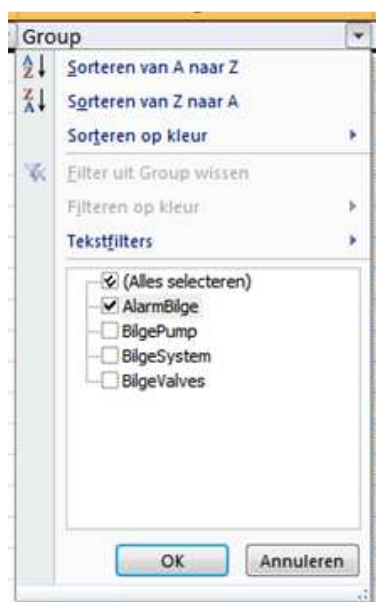 Group
Sorteren van A naar Z
Sorteren van Z naar A
Sorteren op kleur
Filter uit Group wissen
Filteren op kleur
Tekstfilters
(Alles selecteren)
AlarmBilge
BilgePump
BilgeSystem
BilgeValves
OK Annuleren